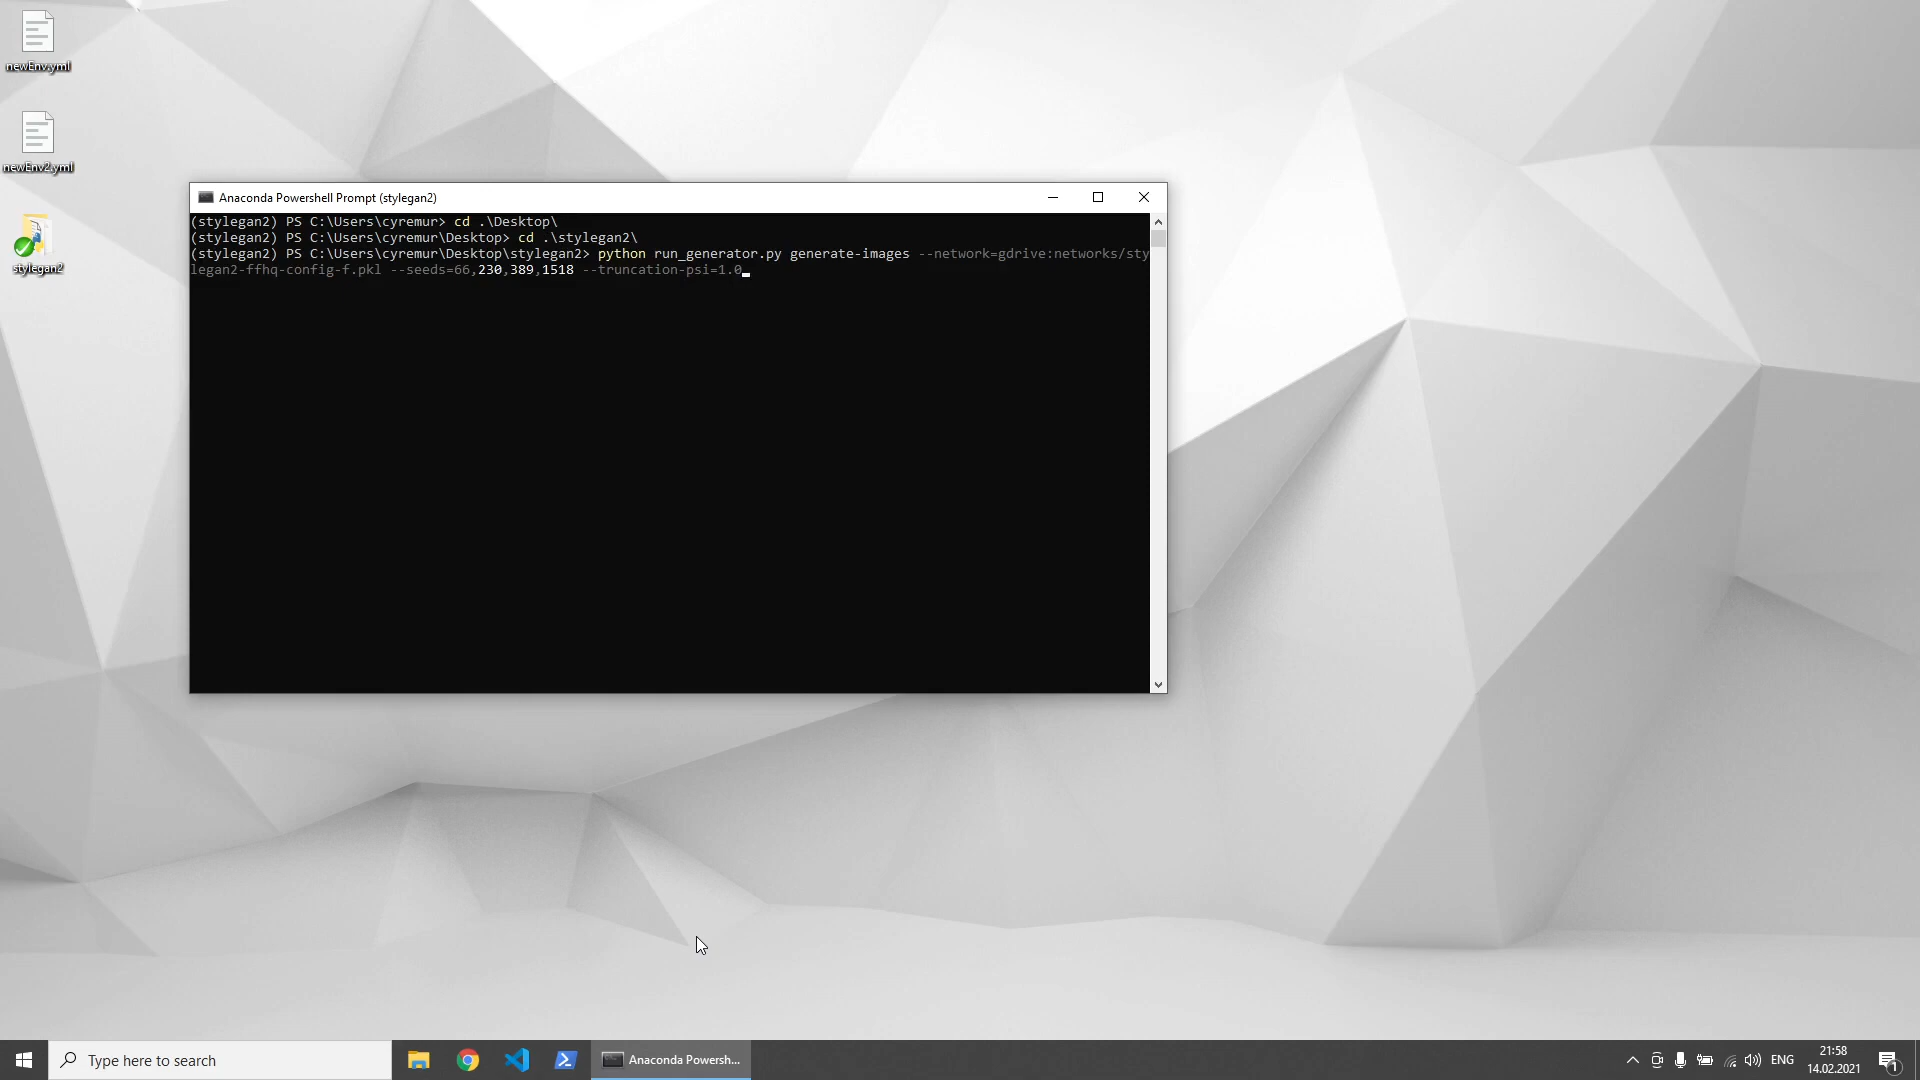 newEnv.yml
newEnv2.yml
stylegan2
Anaconda Powershell Prompt (stylegan2)
(stylegan2) PS C:\Users\cyremur> cd .\Desktop\
(stylegan2) PS C:\Users\cyremur\Desktop> cd .\stylegan2\
(stylegan2) PS C:\Users\cyremur\Desktop\stylegan2> python run_generator.py generate-images --network=gdrive:networks/sty
legan2-ffhq-config-f.pkl --seeds=66,230,389,1518 --truncation-psi=1.0
Type here to search
Anaconda Powersh...
ENG
21:58
14.02.2021
1